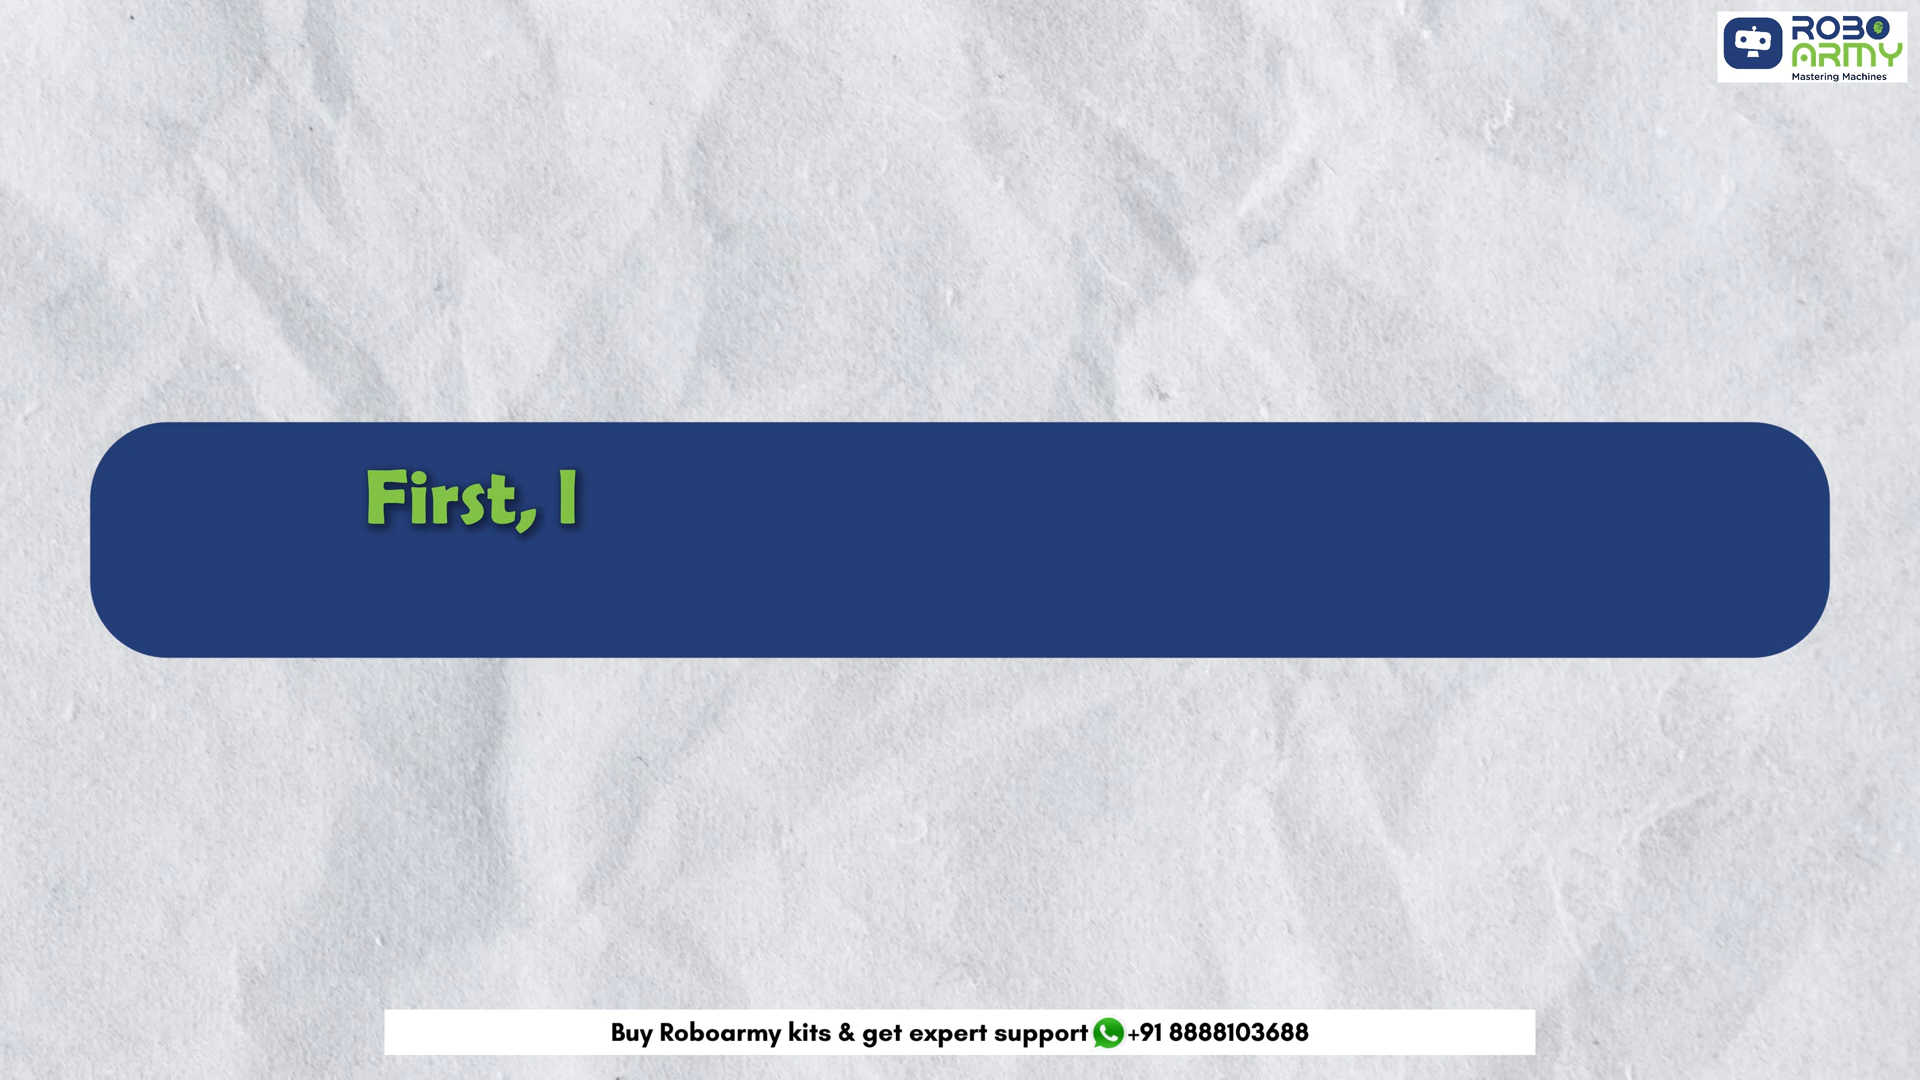 ROBO
ARMY
Mastering Machines
First, I
Buy Roboarmy kits & get expert support +91 8888103688